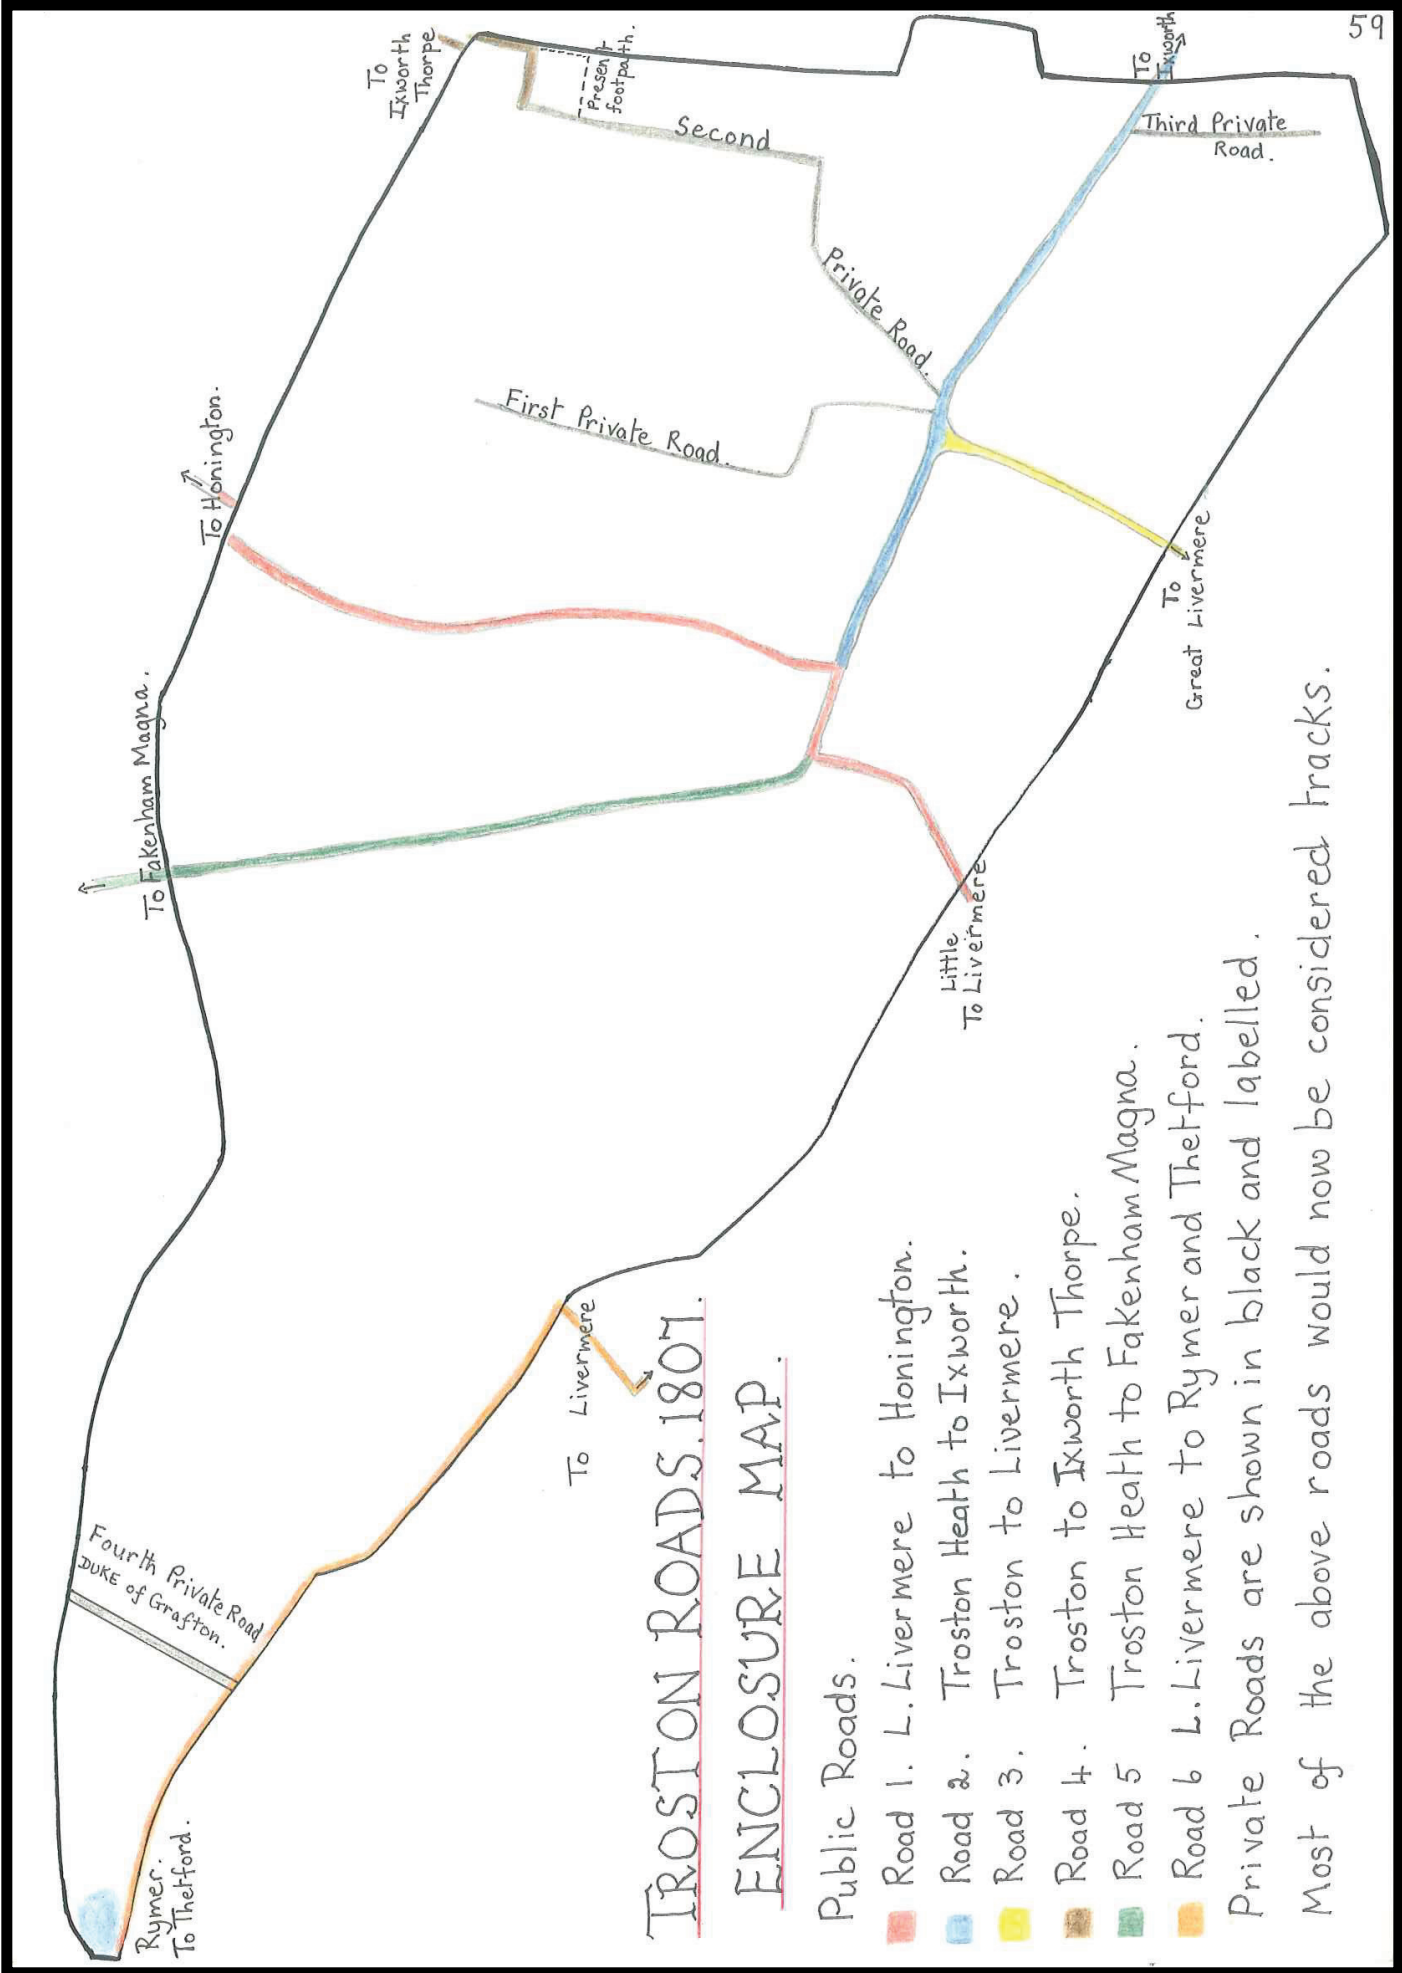 59
TROSTON ROADS. 1807.
ENCLOSURE MAP.
Public Roads.
Road 1. L. Livermere to Honington.
Road 2. Troston Heath to Ixworth.
Road 3. Troston to Livermere.
Road 4. Troston to Ixworth Thorpe.
Road 5 Troston Heath to Fakenham Magna.
Road 6 L. Livermere to Rymer and Thetford.
Private Roads are shown in black and labelled.
Most of the above roads would now be considered tracks.
Rymer.
To Thetford.
Fourth Private Road
DUKE of Grafton.
To Livermere
To Fakenham Magna.
To Honington.
To
Ixworth
Thorpe
Present
footpath.
Second
Private Road.
First Private Road.
To
Ixworth
Third Private
Road.
To
Great Livermere
Little
To Livermere